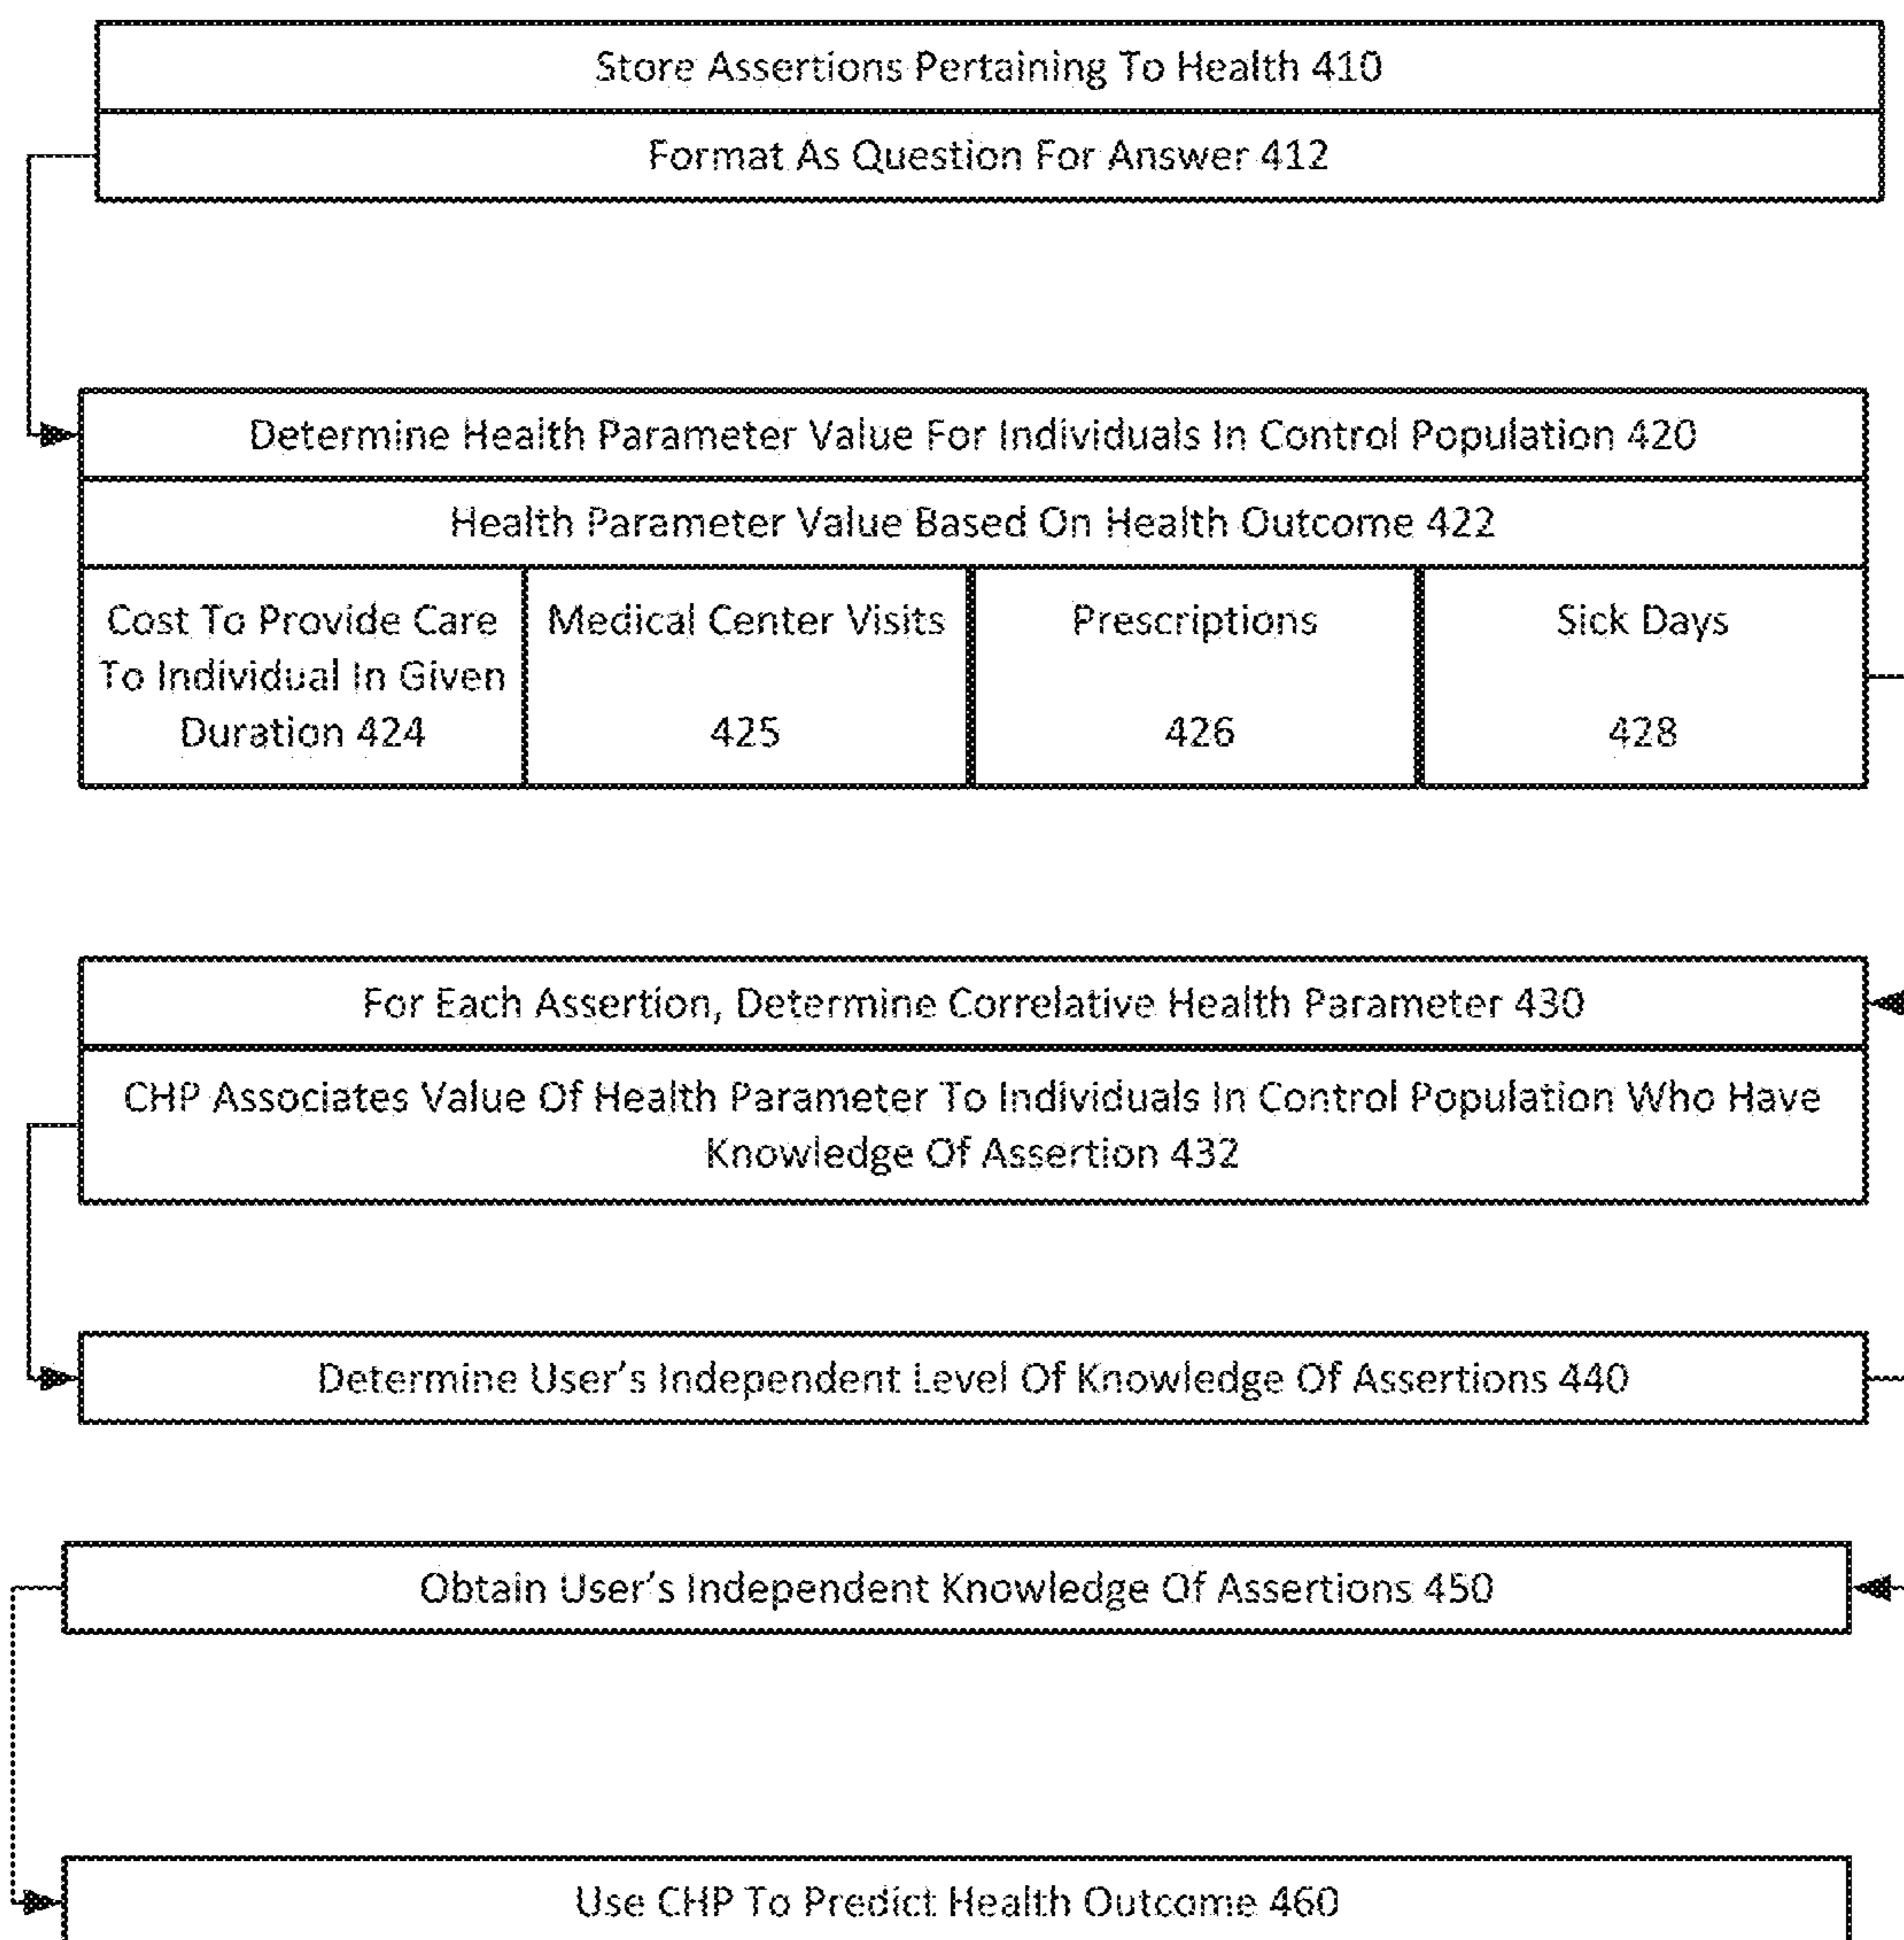 Store Assertions Pertaining To Health 410
Format As Question For Answer 412
Determine Health Parameter Value For Individuals In Control Population 420
Health Parameter Value Based On Health Outcome 422
Cost To Provide Care
To Individual In Given
Duration 424
Medical Center Visits
425
Prescriptions
426
Sick Days
428
For Each Assertion, Determine Correlative Health Parameter 430
CHP Associates Value Of Health Parameter To Individuals In Control Population Who Have
Knowledge Of Assertion 432
Determine User's Independent Level Of Knowledge Of Assertions 440
Obtain User's Independent Knowledge Of Assertions 450
Use CHP To Predict Health Outcome 460